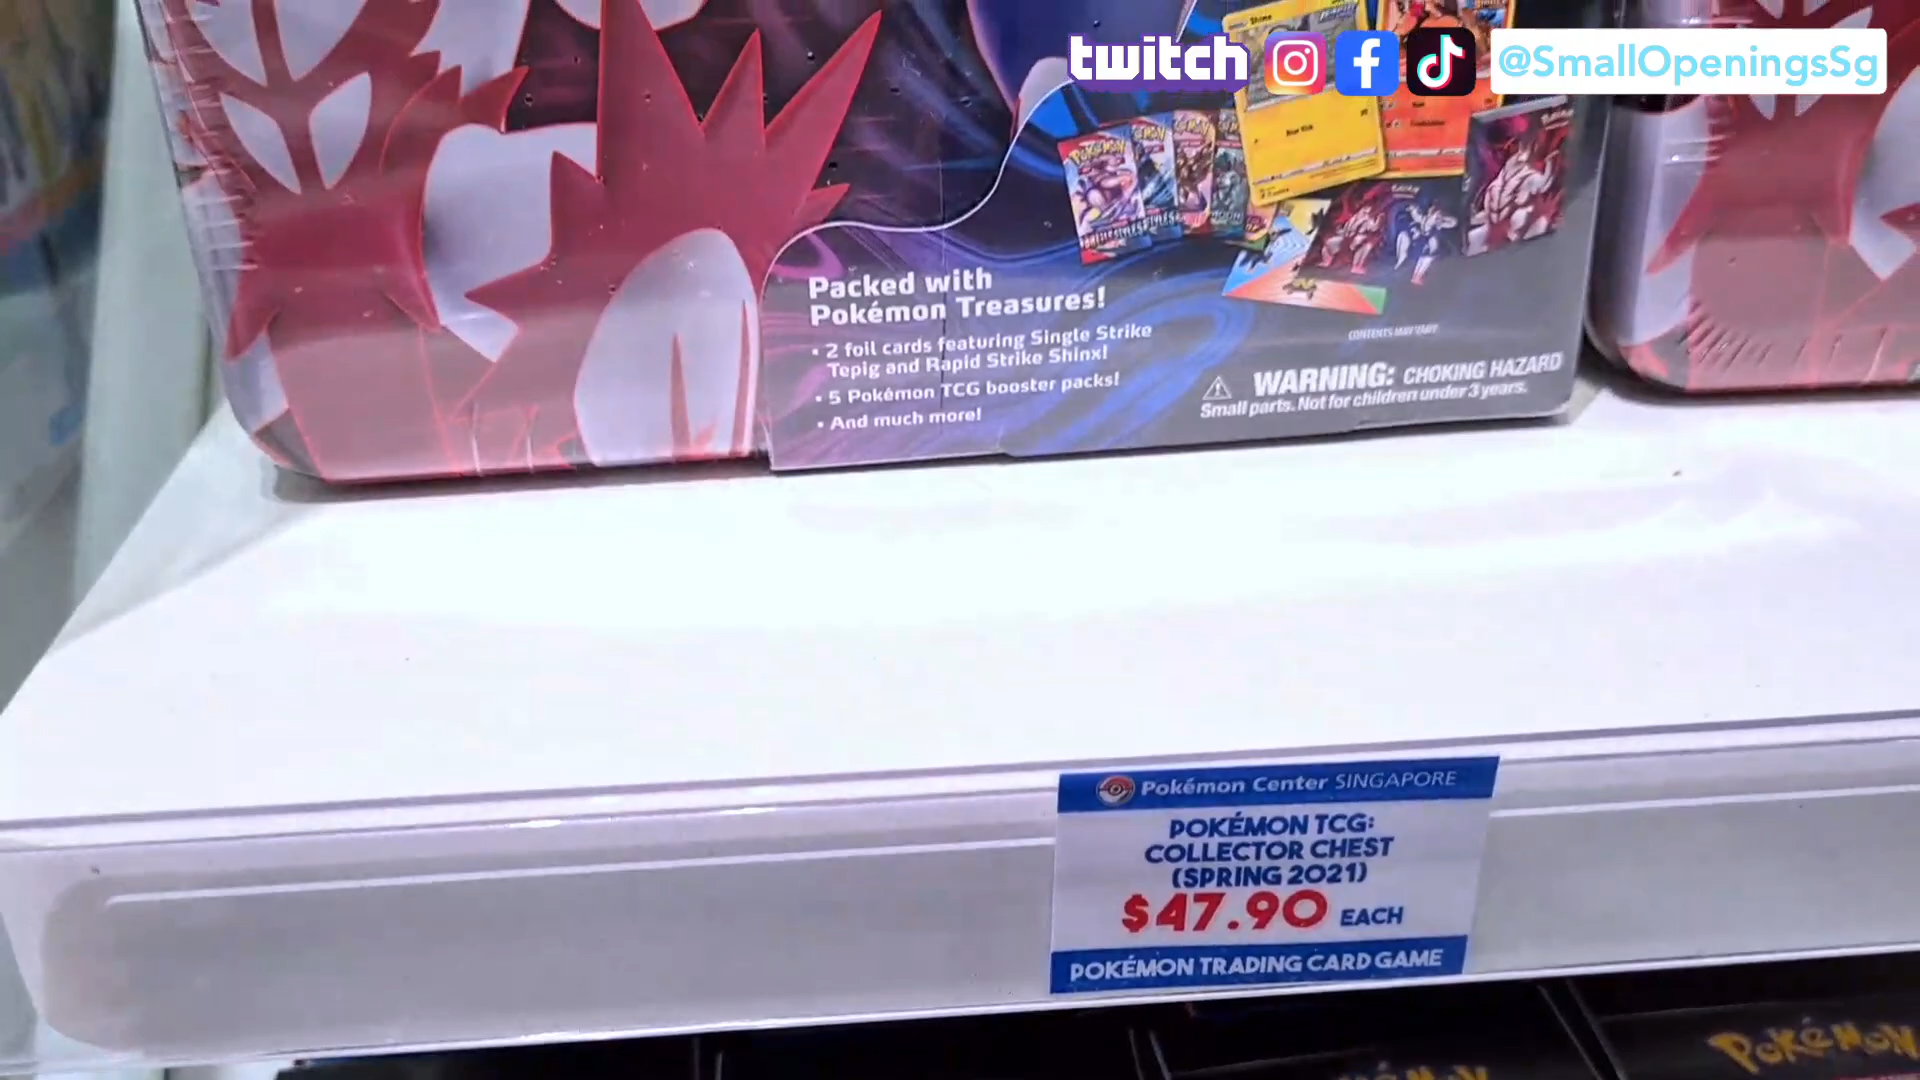 twitch @SmallOpeningsSg
Packed with
Pokémon Treasures!
• 2 foil cards featuring Single Strike
Tepig and Rapid Strike Shinx!
• 5 Pokémon TCG booster packs!
• And much more!
CONTENTS MAY VARY
WARNING: CHOKING HAZARD
Small parts. Not for children under 3 years.
Pokémon Center SINGAPORE
POKÉMON TCG:
COLLECTOR CHEST
(SPRING 2021)
$47.90 EACH
POKÉMON TRADING CARD GAME
POKéMON